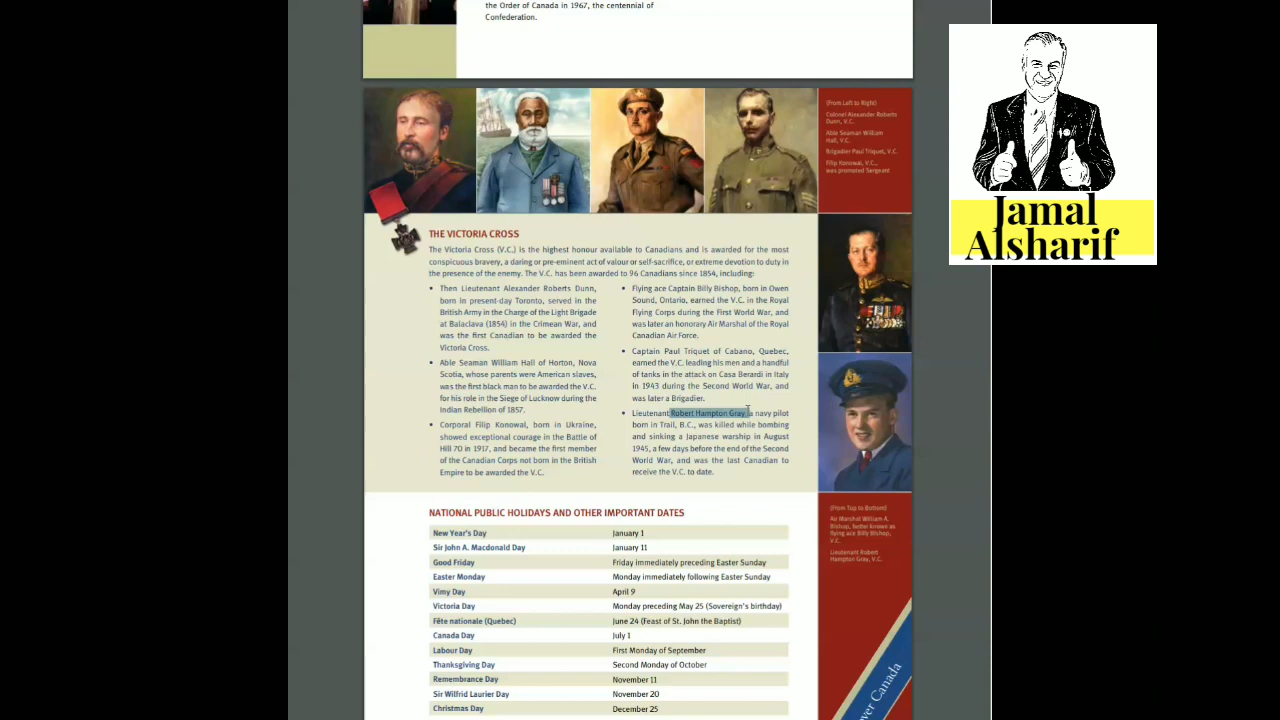 the Order of Canada in 1967, the centennial of
Confederation.
(From Left to Right)
Colonel Alexander Roberts
Dunn, V.C.
Able Seaman William
Hall, V.C.
Brigadier Paul Triquet, V.C.
Filip Konowal, V.C.,
was promoted Sergeant
Jamal
Alsharif
THE VICTORIA CROSS
The Victoria Cross (V.C.) is the highest honour available to Canadians and is awarded for the most
conspicuous bravery, a daring or pre-eminent act of valour or self-sacrifice, or extreme devotion to duty in
the presence of the enemy. The V.C. has been awarded to 96 Canadians since 1854, including:
• Then Lieutenant Alexander Roberts Dunn,
born in present-day Toronto, served in the
British Army in the Charge of the Light Brigade
at Balaclava (1854) in the Crimean War, and
was the first Canadian to be awarded the
Victoria Cross.
• Able Seaman William Hall of Horton, Nova
Scotia, whose parents were American slaves,
was the first black man to be awarded the V.C.
for his role in the Siege of Lucknow during the
Indian Rebellion of 1857.
• Corporal Filip Konowal, born in Ukraine,
showed exceptional courage in the Battle of
Hill 70 in 1917, and became the first member
of the Canadian Corps not born in the British
Empire to be awarded the V.C.
• Flying ace Captain Billy Bishop, born in Owen
Sound, Ontario, earned the V.C. in the Royal
Flying Corps during the First World War, and
was later an honorary Air Marshal of the Royal
Canadian Air Force.
• Captain Paul Triquet of Cabano, Quebec,
earned the V.C. leading his men and a handful
of tanks in the attack on Casa Berardi in Italy
in 1943 during the Second World War, and
was later a Brigadier.
• Lieutenant Robert Hampton Gray, a navy pilot
born in Trail, B.C., was killed while bombing
and sinking a Japanese warship in August
1945, a few days before the end of the Second
World War, and was the last Canadian to
receive the V.C. to date.
(From Top to Bottom)
Air Marshal William A.
Bishop, better known as
flying ace Billy Bishop,
V.C.
Lieutenant Robert
Hampton Gray, V.C.
NATIONAL PUBLIC HOLIDAYS AND OTHER IMPORTANT DATES
New Year's Day January 1
Sir John A. Macdonald Day January 11
Good Friday Friday immediately preceding Easter Sunday
Easter Monday Monday immediately following Easter Sunday
Vimy Day April 9
Victoria Day Monday preceding May 25 (Sovereign's birthday)
Fête nationale (Quebec) June 24 (Feast of St. John the Baptist)
Canada Day July 1
Labour Day First Monday of September
Thanksgiving Day Second Monday of October
Remembrance Day November 11
Sir Wilfrid Laurier Day November 20
Christmas Day December 25
ver Canada